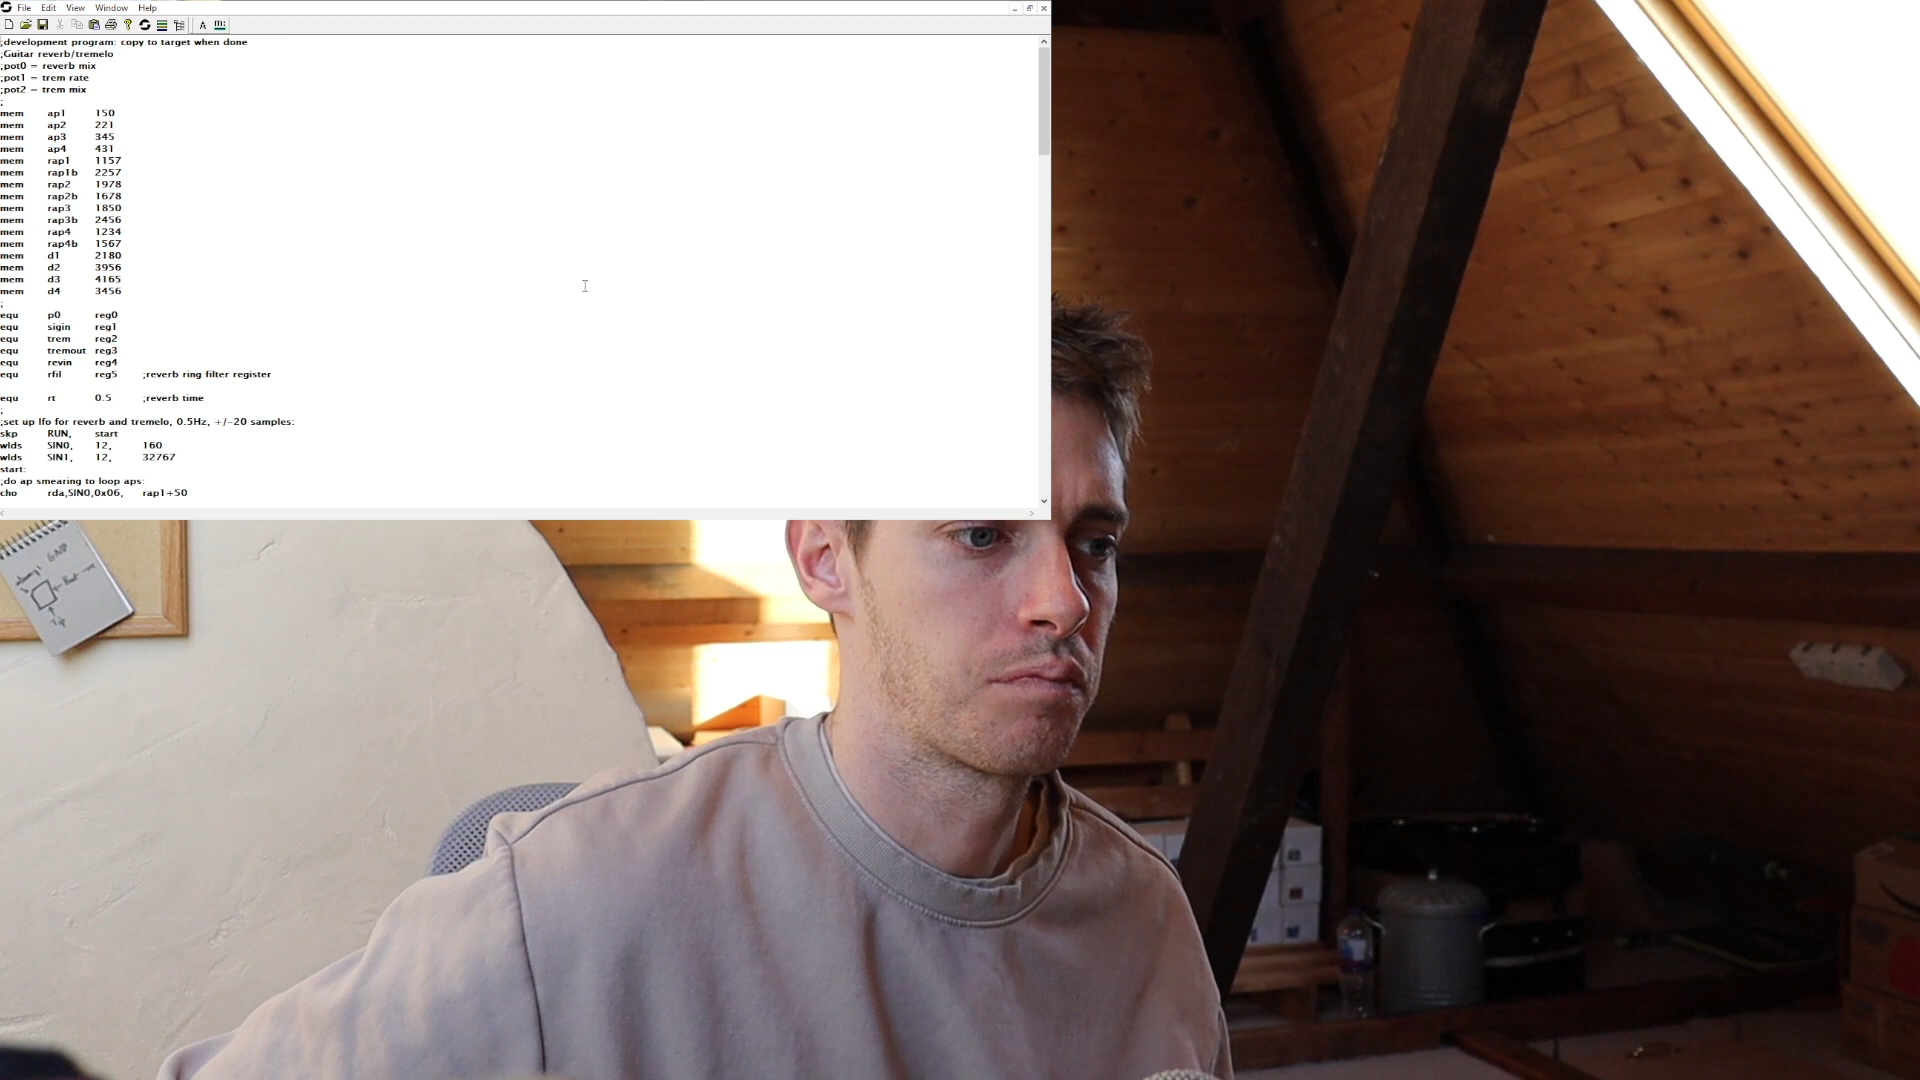 File Edit View Window Help
;development program: copy to target when done
;Guitar reverb/tremelo
;pot0 = reverb mix
;pot1 = trem rate
;pot2 = trem mix
;
mem ap1 150
mem ap2 221
mem ap3 345
mem ap4 431
mem rap1 1157
mem rap1b 2257
mem rap2 1978
mem rap2b 1678
mem rap3 1850
mem rap3b 2456
mem rap4 1234
mem rap4b 1567
mem d1 2180
mem d2 3956
mem d3 4165
mem d4 3456
;
equ p0 reg0
equ sigin reg1
equ trem reg2
equ tremout reg3
equ revin reg4
equ rfil reg5 ;reverb ring filter register
equ rt 0.5 ;reverb time
;
;set up lfo for reverb and tremelo, 0.5Hz, +/-20 samples:
skp RUN, start
wlds SIN0, 12, 160
wlds SIN1, 12, 32767
start:
;do ap smearing to loop aps:
cho rda,SIN0,0x06, rap1+50